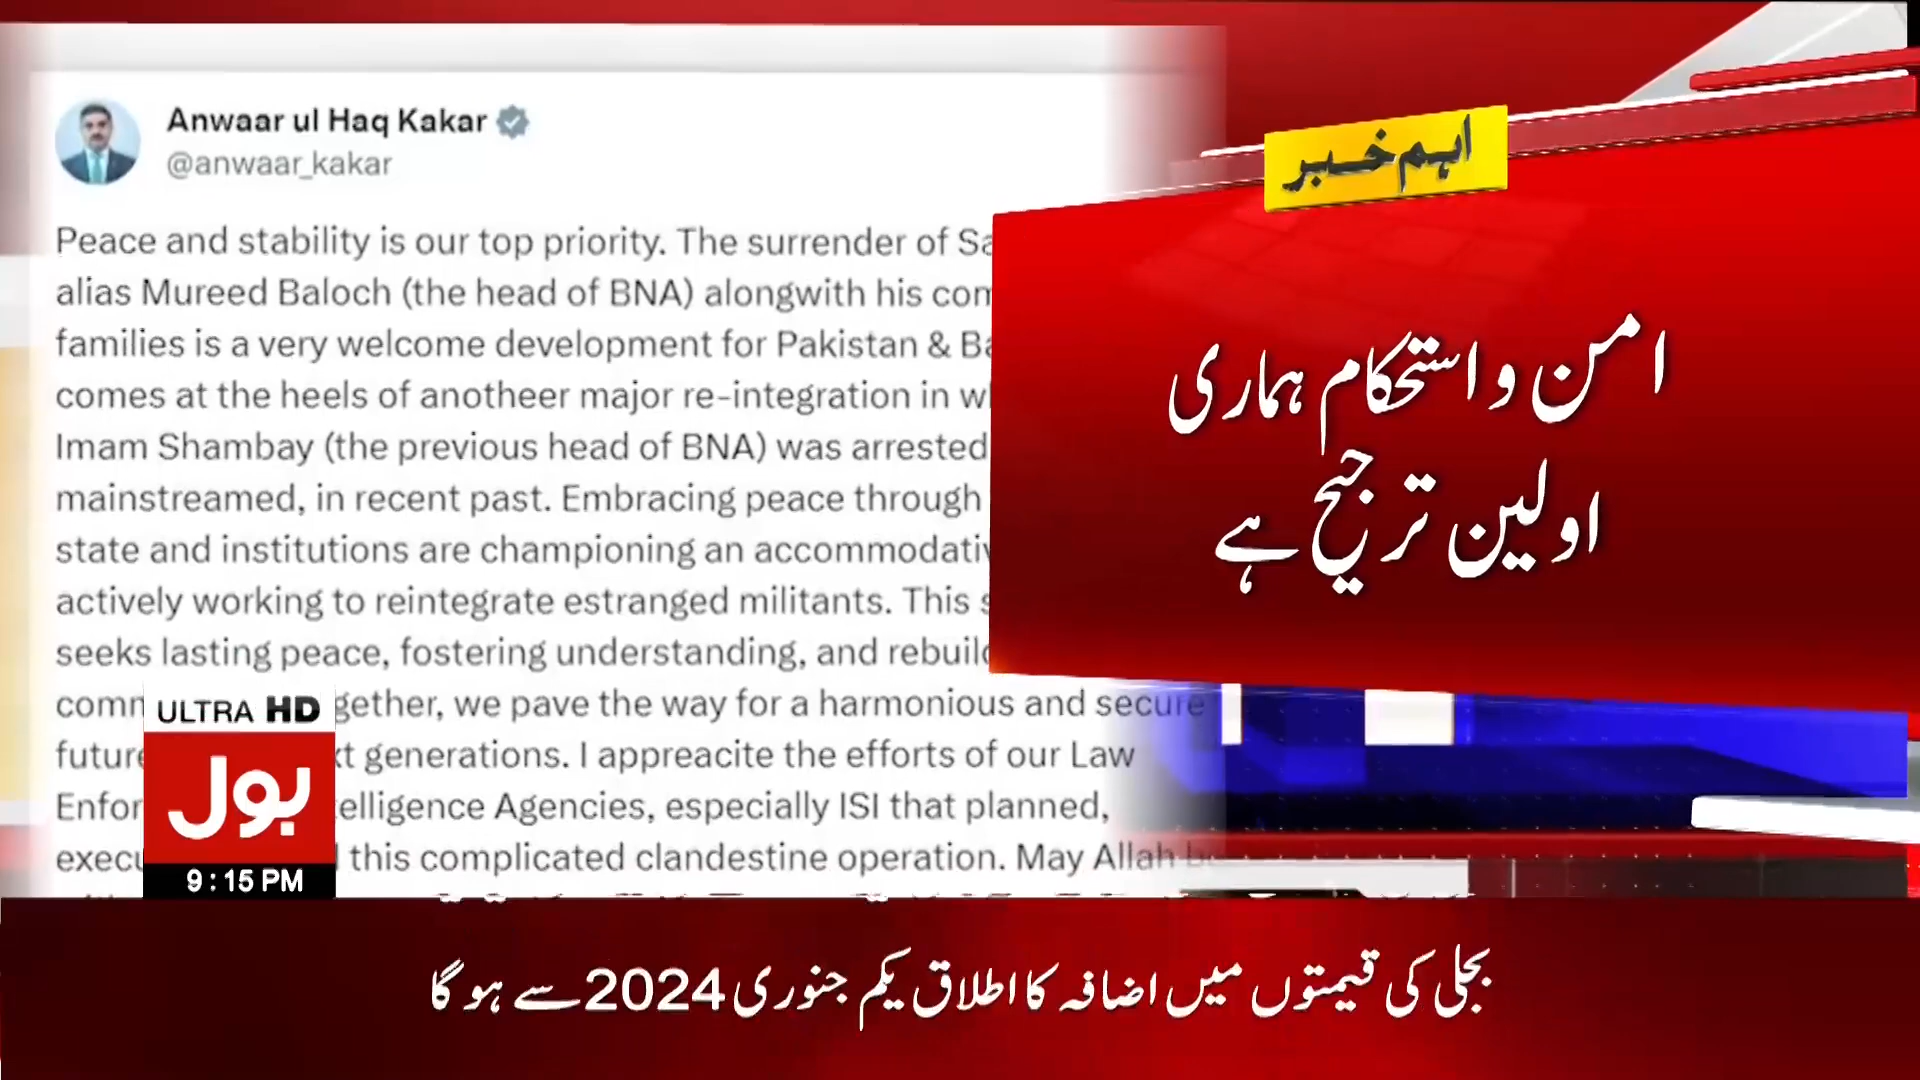 Anwaar ul Haq Kakar
@anwaar_kakar
Peace and stability is our top priority. The surrender of
alias Mureed Baloch (the head of BNA) alongwith his
families is a very welcome development for Pakistan &
comes at the heels of anotheer major re-integration in
Imam Shambay (the previous head of BNA) was arrested
mainstreamed, in recent past. Embracing peace through
state and institutions are championing an
actively working to reintegrate estranged militants. This
seeks lasting peace, fostering understanding, and
gether, we pave the way for a harmonious and secure
generations. I appreacite the efforts of our Law
elligence Agencies, especially ISI that planned,
this complicated clandestine operation. May Allah
اہم خبر
امن و استحکام ہماری
اولین ترجیح ہے
ULTRA HD
بول
9:15 PM
بجلی کی قیمتوں میں اضافہ کا اطلاق یکم جنوری 2024 سے ہو گا